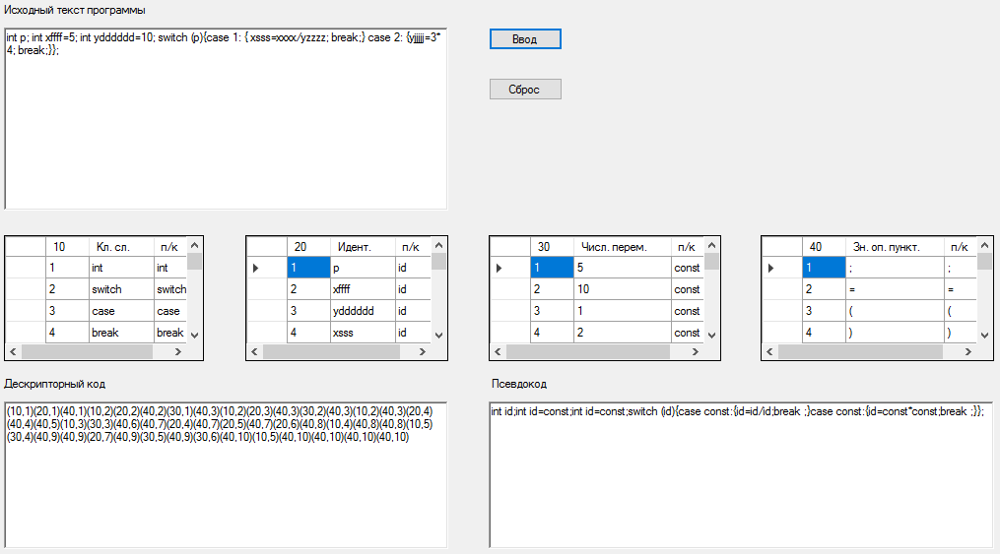 Исходный текст программы
int p; int xffff=5; int ydddddd=10; switch (p){case 1: { xsss=xxxx/yzzzz; break;} case 2: {yjjjjj=3*
4; break;}};
Ввод
Сброс
10 Кл. сл. п/к
1 int int
2 switch switch
3 case case
4 break break
20 Идент. п/к
1 p id
2 xffff id
3 ydddddd id
4 xsss id
30 Числ. перем. п/к
1 5 const
2 10 const
3 1 const
4 2 const
40 Зн. оп. пункт. п/к
1 ; ;
2 = =
3 ( (
4 ) )
Дескрипторный код
(10,1)(20,1)(40,1)(10,2)(20,2)(40,2)(30,1)(40,3)(10,2)(20,3)(40,3)(30,2)(40,3)(10,2)(40,3)(20,4)
(40,4)(40,5)(10,3)(30,3)(40,6)(40,7)(20,4)(40,7)(20,5)(40,7)(20,6)(40,8)(10,4)(40,8)(40,8)(10,5)
(30,4)(40,9)(40,9)(20,7)(40,9)(30,5)(40,9)(30,6)(40,10)(10,5)(40,10)(40,10)(40,10)(40,10)
Псевдокод
int id;int id=const;int id=const;switch (id){case const:{id=id/id;break ;}case const:{id=const*const;break ;}};